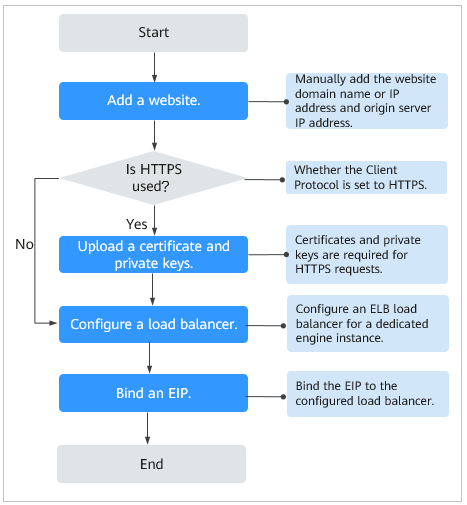 Start
Add a website.
Manually add the website
domain name or IP
address and origin server
IP address.
Is HTTPS
used?
Whether the Client
Protocol is set to HTTPS.
Yes
No
Upload a certificate and
private keys.
Certificates and private
keys are required for
HTTPS requests.
Configure a load balancer.
Configure an ELB load
balancer for a dedicated
engine instance.
Bind an EIP.
Bind the EIP to the
configured load balancer.
End